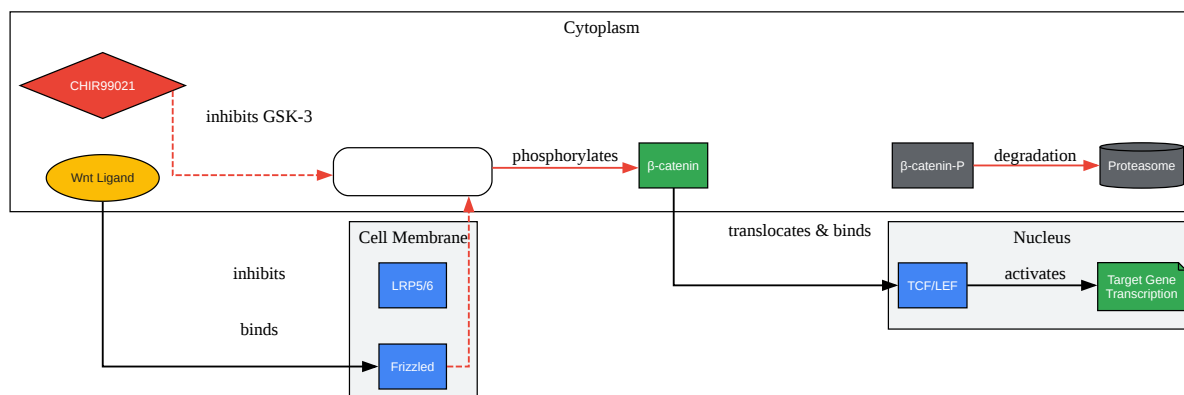 Cytoplasm
CHIR99021
inhibits GSK-3
phosphorylates
β-catenin
β-catenin-P
degradation
Proteasome
Wnt Ligand
Cell Membrane
translocates & binds
Nucleus
inhibits
LRP5/6
TCF/LEF
activates
Target Gene
Transcription
binds
Frizzled